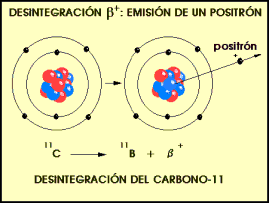 DESINTEGRACIÓN β⁺: EMISIÓN DE UN POSITRÓN
positrón
+
¹¹C → ¹¹B + β⁺
DESINTEGRACIÓN DEL CARBONO-11